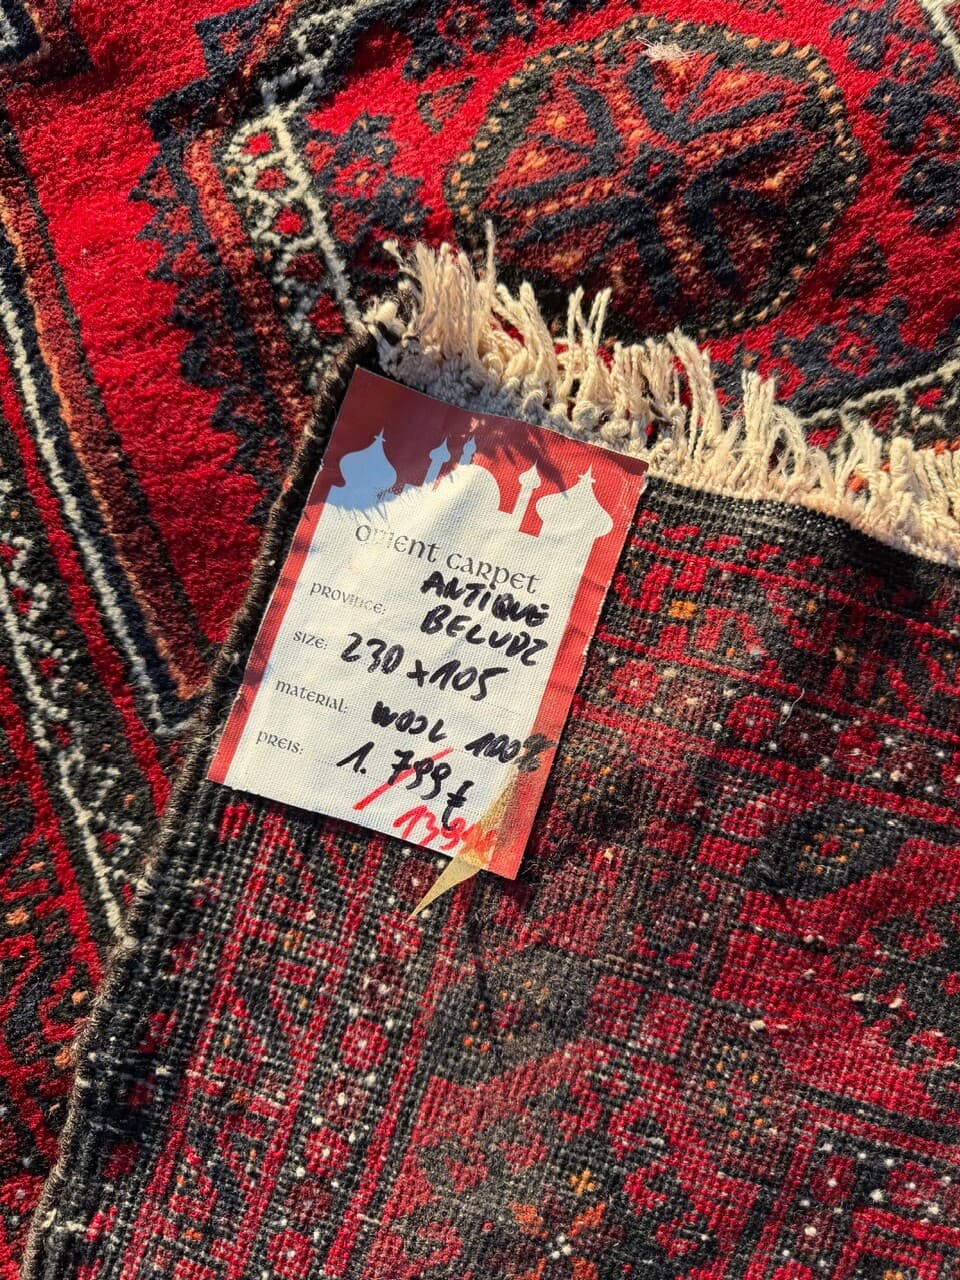 ORIENT CARPET
PROVINCE: ANTIQUE
BELUDZ
SIZE: 230 x 105
MATERIAL: WOOL 100%
PREIS: 1.799€